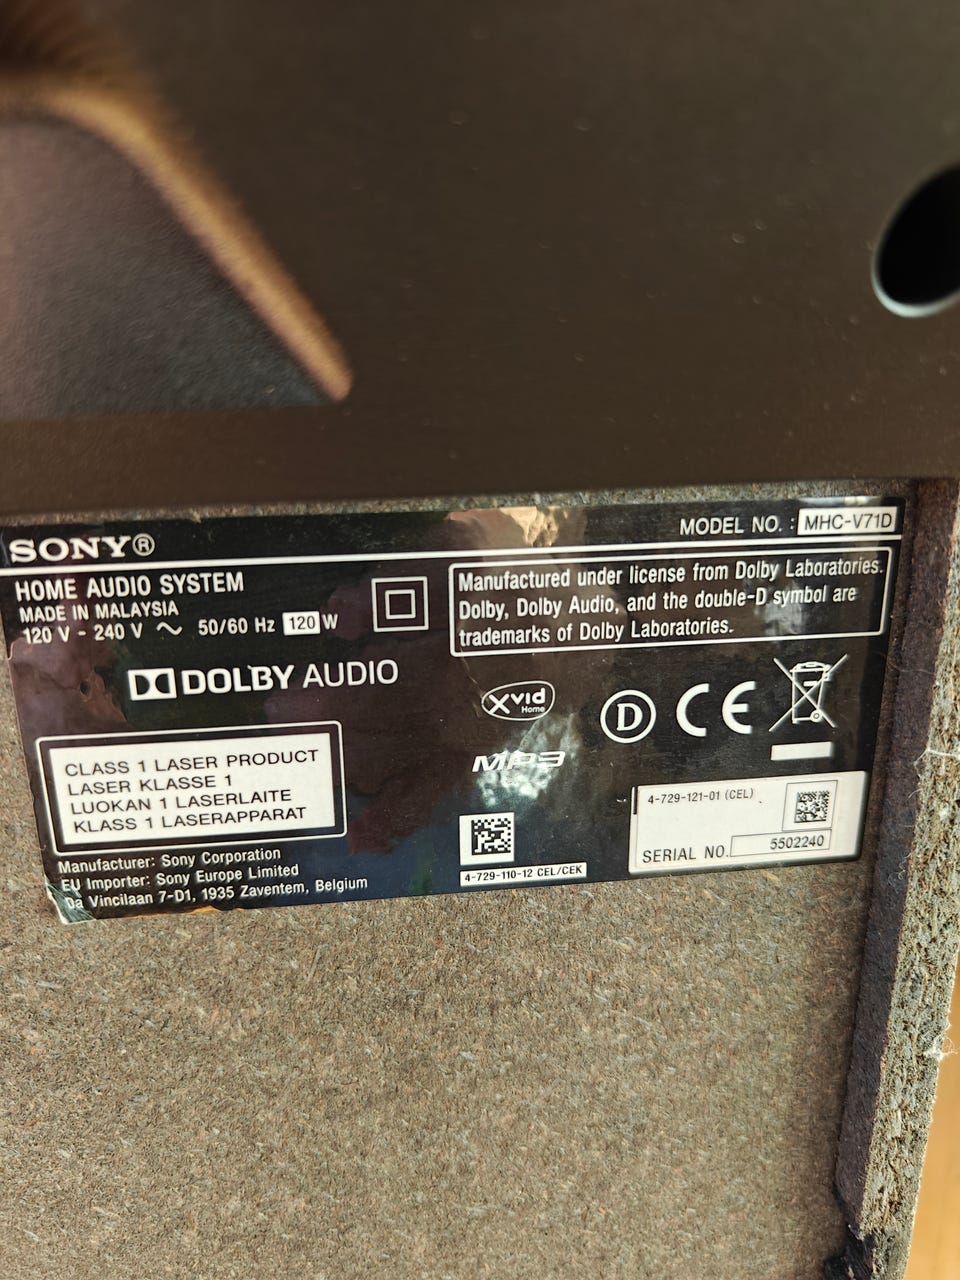 SONY®
MODEL NO. : MHC-V71D
HOME AUDIO SYSTEM
MADE IN MALAYSIA
120 V - 240 V ～ 50/60 Hz 120 W
Manufactured under license from Dolby Laboratories.
Dolby, Dolby Audio, and the double-D symbol are
trademarks of Dolby Laboratories.
DOLBY AUDIO
XviD
Home
D
CE
MP3
CLASS 1 LASER PRODUCT
LASER KLASSE 1
LUOKAN 1 LASERLAITE
KLASS 1 LASERAPPARAT
Manufacturer: Sony Corporation
EU Importer: Sony Europe Limited
Da Vincilaan 7-D1, 1935 Zaventem, Belgium
4-729-110-12 CEL/CEK
4-729-121-01 (CEL)
SERIAL NO. 5502240